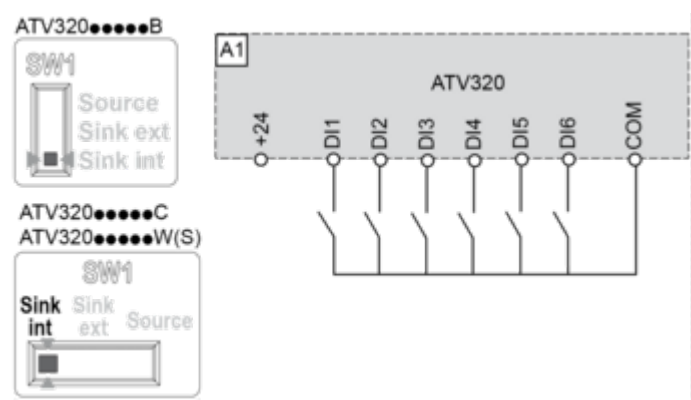 ATV320●●●●●B
SW1
Source
Sink ext
Sink int
A1
ATV320
+24
DI1
DI2
DI3
DI4
DI5
DI6
COM
ATV320●●●●●C
ATV320●●●●●W(S)
SW1
Sink int
Sink ext
Source